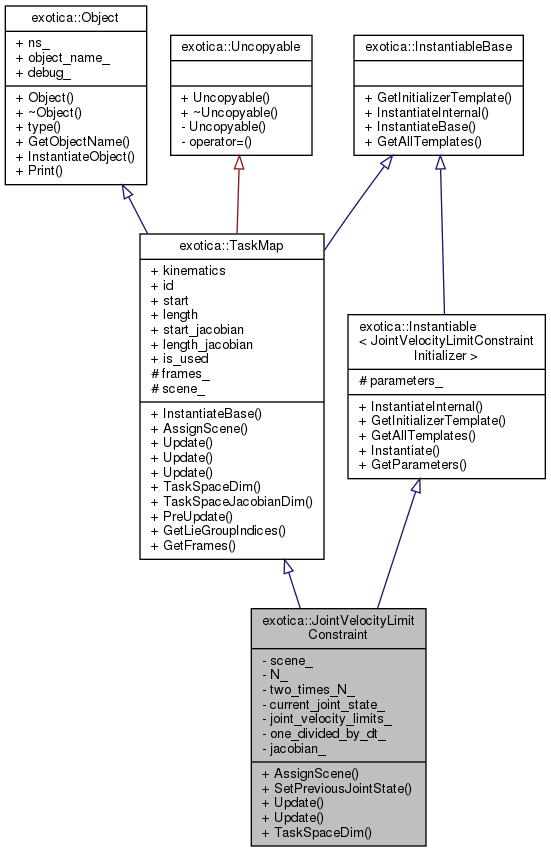 exotica::Object
+ ns_
+ object_name_
+ debug_
+ Object()
+ ~Object()
+ type()
+ GetObjectName()
+ InstantiateObject()
+ Print()
exotica::Uncopyable
+ Uncopyable()
+ ~Uncopyable()
- Uncopyable()
- operator=()
exotica::InstantiableBase
+ GetInitializerTemplate()
+ InstantiateInternal()
+ InstantiateBase()
+ GetAllTemplates()
exotica::TaskMap
+ kinematics
+ id
+ start
+ length
+ start_jacobian
+ length_jacobian
+ is_used
# frames_
# scene_
+ InstantiateBase()
+ AssignScene()
+ Update()
+ Update()
+ Update()
+ TaskSpaceDim()
+ TaskSpaceJacobianDim()
+ PreUpdate()
+ GetLieGroupIndices()
+ GetFrames()
exotica::Instantiable
< JointVelocityLimitConstraint
Initializer >
# parameters_
+ InstantiateInternal()
+ GetInitializerTemplate()
+ GetAllTemplates()
+ Instantiate()
+ GetParameters()
exotica::JointVelocityLimit
Constraint
- scene_
- N_
- two_times_N_
- current_joint_state_
- joint_velocity_limits_
- one_divided_by_dt_
- jacobian_
+ AssignScene()
+ SetPreviousJointState()
+ Update()
+ Update()
+ TaskSpaceDim()